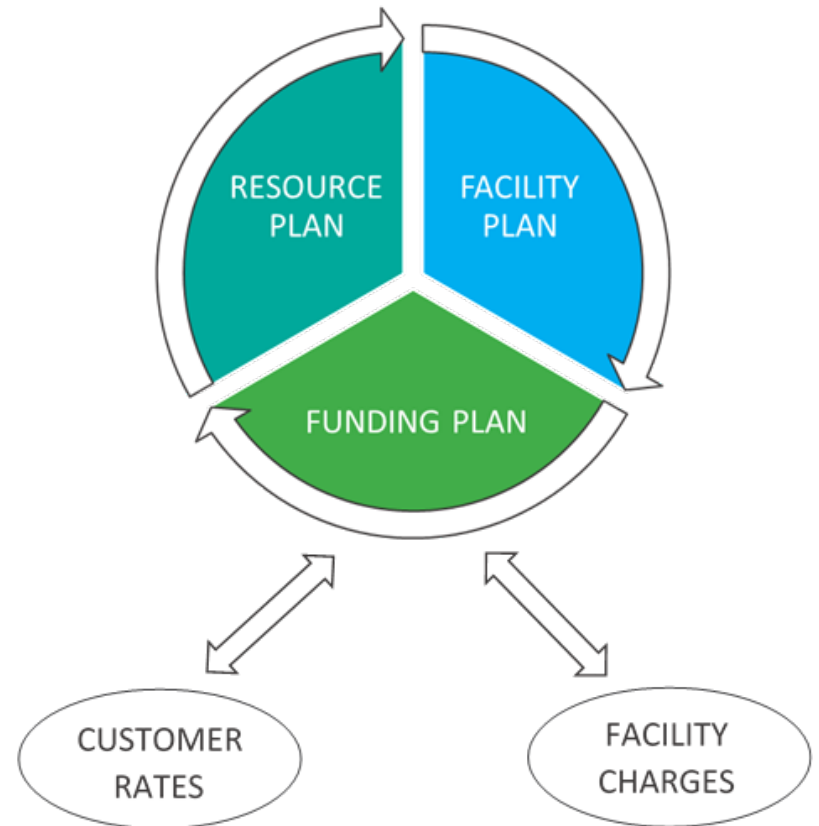 RESOURCE
PLAN
FACILITY
PLAN
FUNDING PLAN
CUSTOMER
RATES
FACILITY
CHARGES